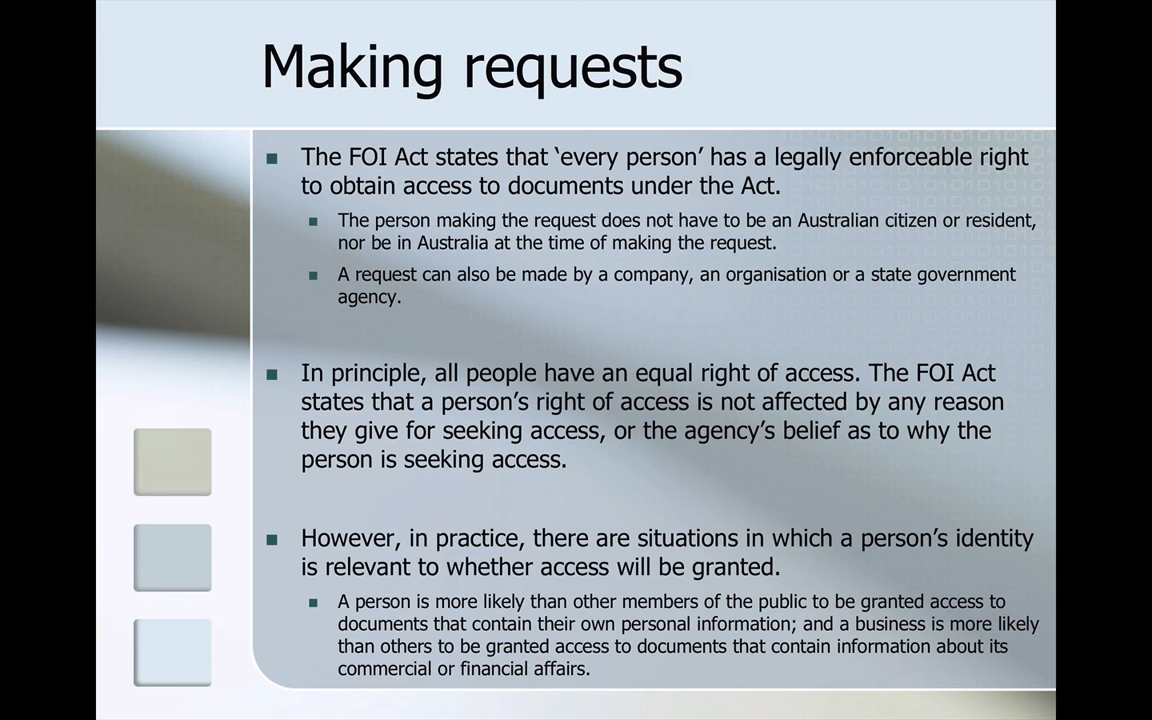 Making requests
The FOI Act states that ‘every person’ has a legally enforceable right
to obtain access to documents under the Act.
The person making the request does not have to be an Australian citizen or resident,
nor be in Australia at the time of making the request.
A request can also be made by a company, an organisation or a state government
agency.
In principle, all people have an equal right of access. The FOI Act
states that a person’s right of access is not affected by any reason
they give for seeking access, or the agency’s belief as to why the
person is seeking access.
However, in practice, there are situations in which a person’s identity
is relevant to whether access will be granted.
A person is more likely than other members of the public to be granted access to
documents that contain their own personal information; and a business is more likely
than others to be granted access to documents that contain information about its
commercial or financial affairs.